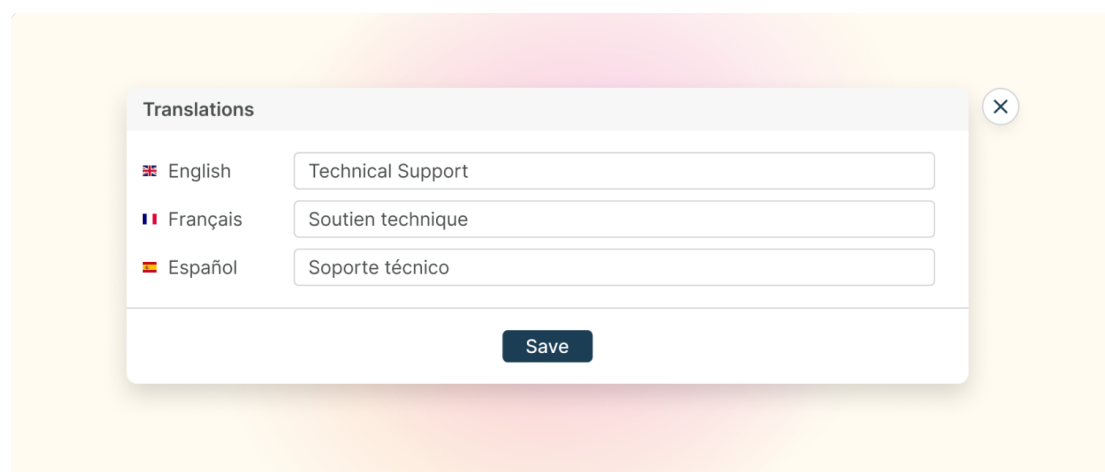 Translations
English
Technical Support
Français
Soutien technique
Español
Soporte técnico
Save